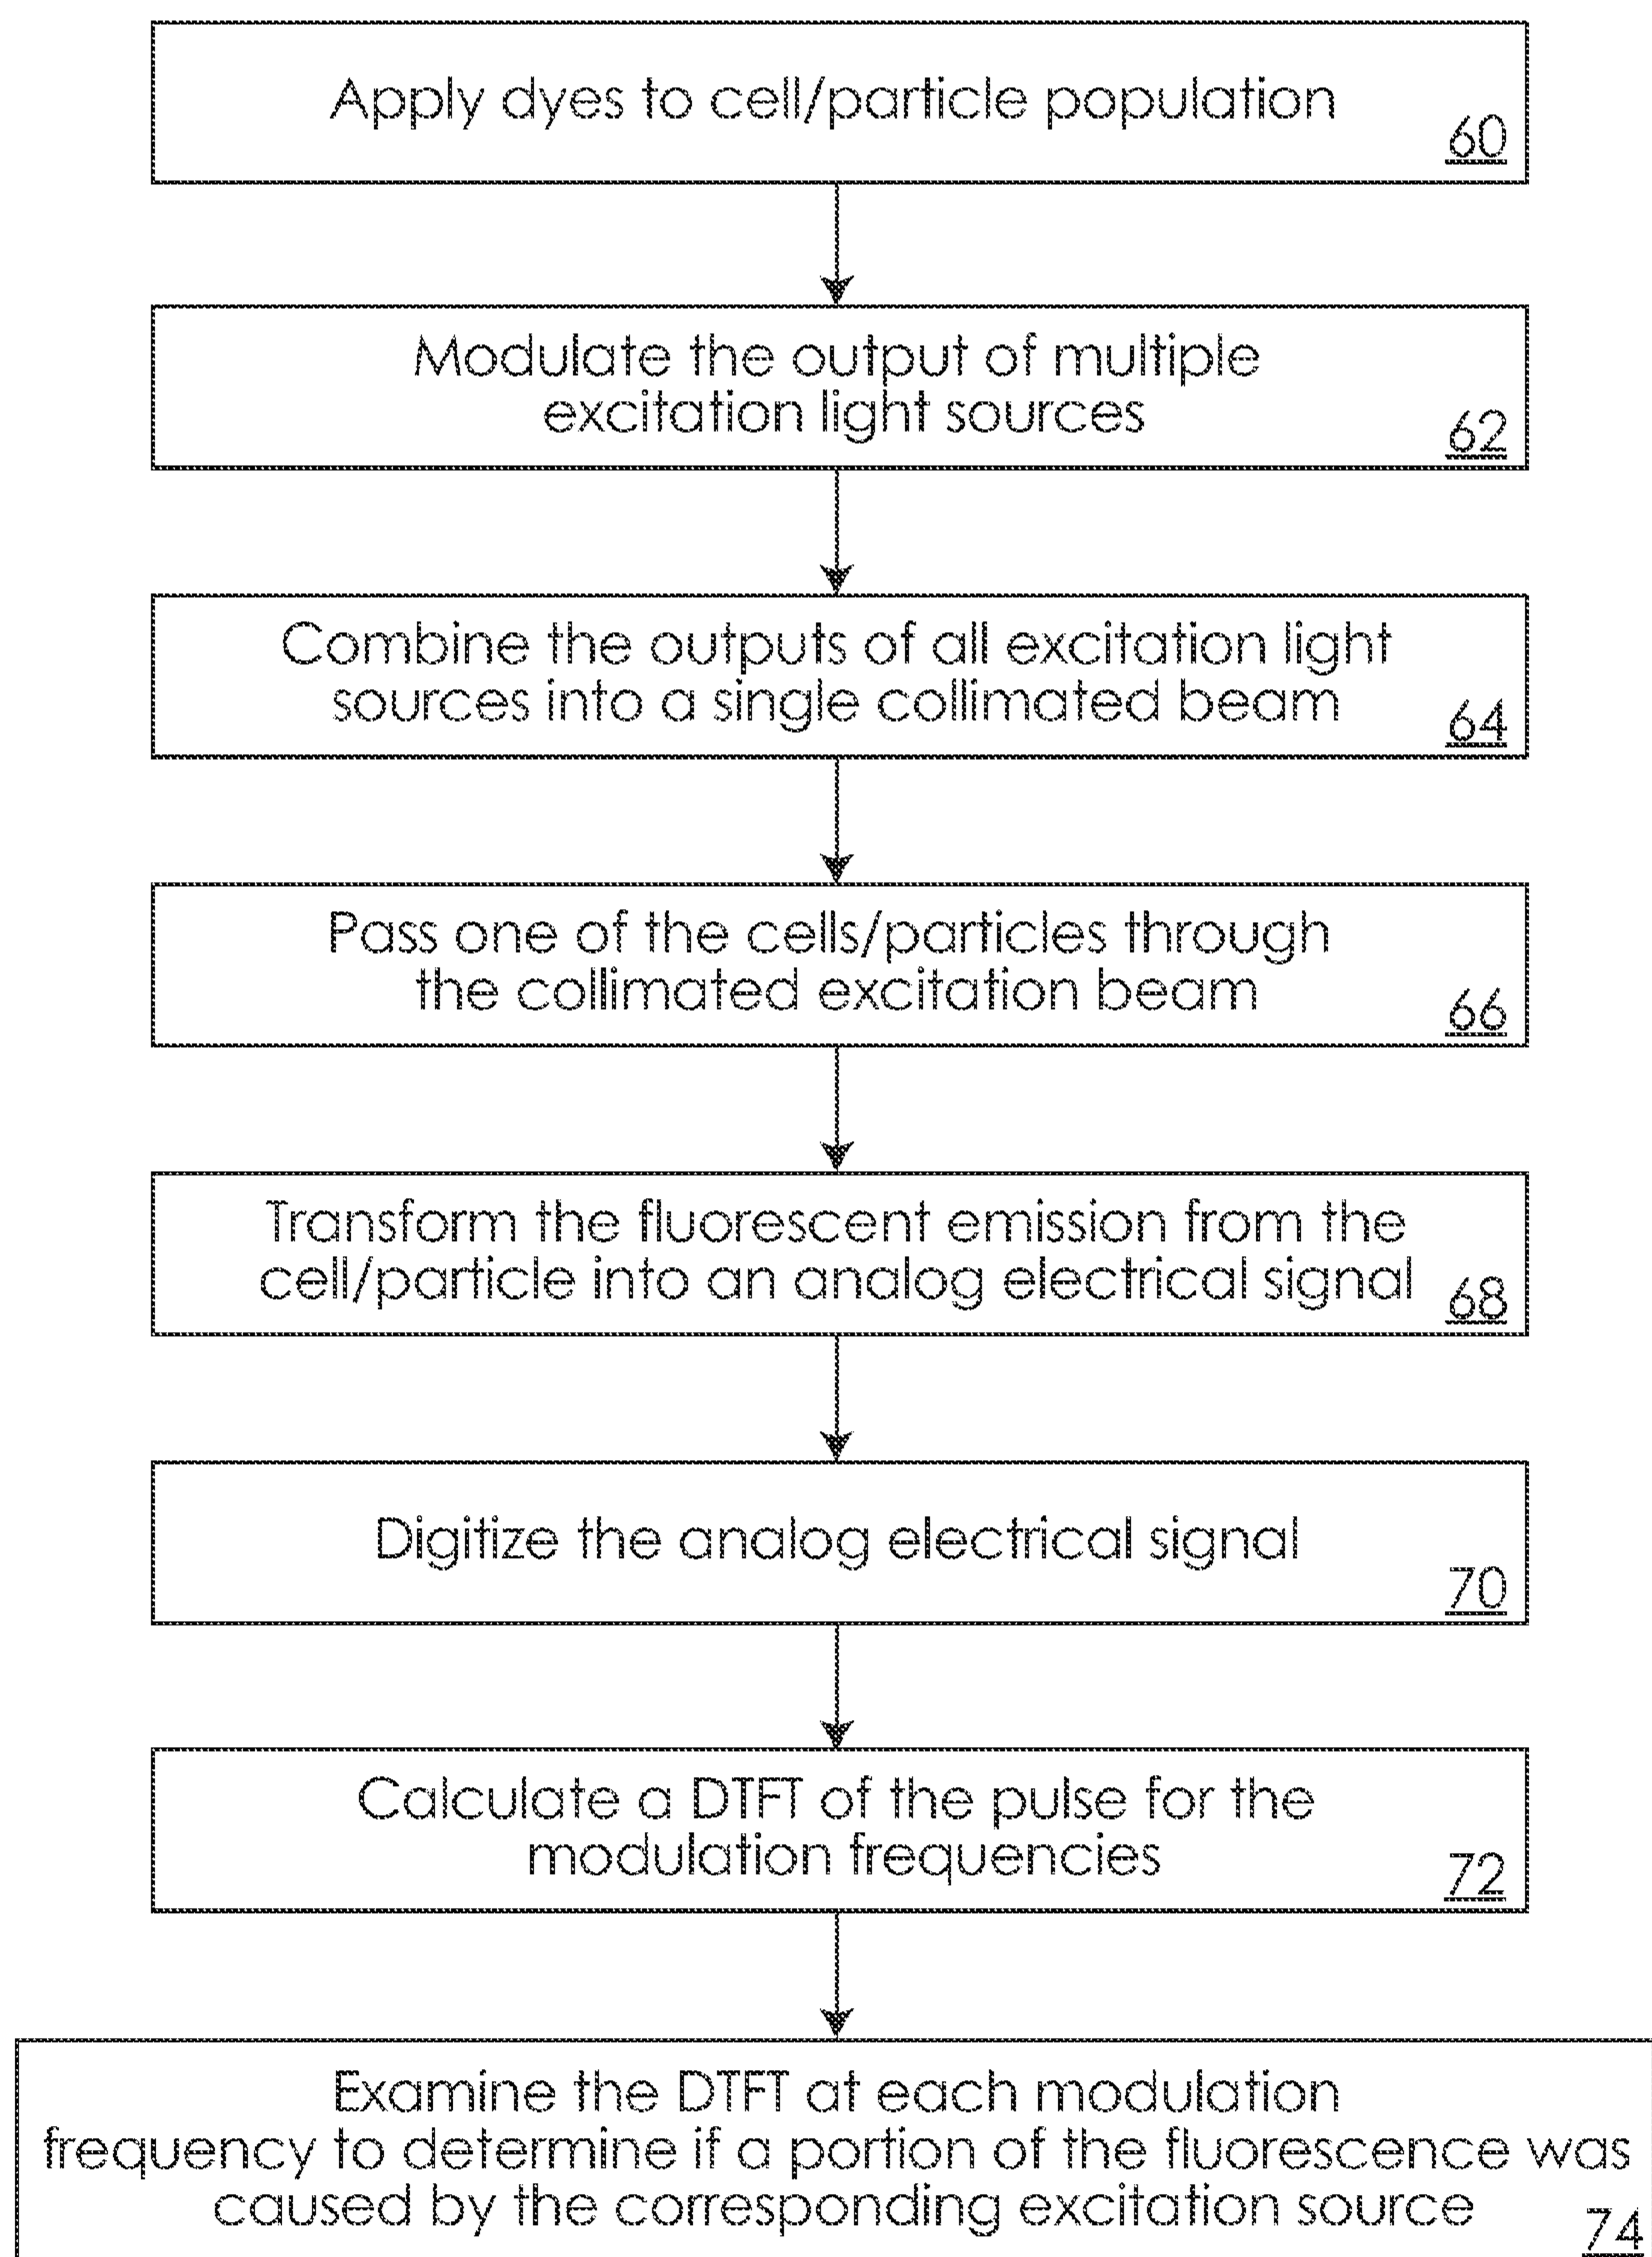 Apply dyes to cell/particle population
60
Modulate the output of multiple
excitation light sources
62
Combine the outputs of all excitation light
sources into a single collimated beam
64
Pass one of the cells/particles through
the collimated excitation beam
66
Transform the fluorescent emission from the
cell/particle into an analog electrical signal
68
Digitize the analog electrical signal
70
Calculate a DTFT of the pulse for the
modulation frequencies
72
Examine the DTFT at each modulation
frequency to determine if a portion of the fluorescence was
caused by the corresponding excitation source
74